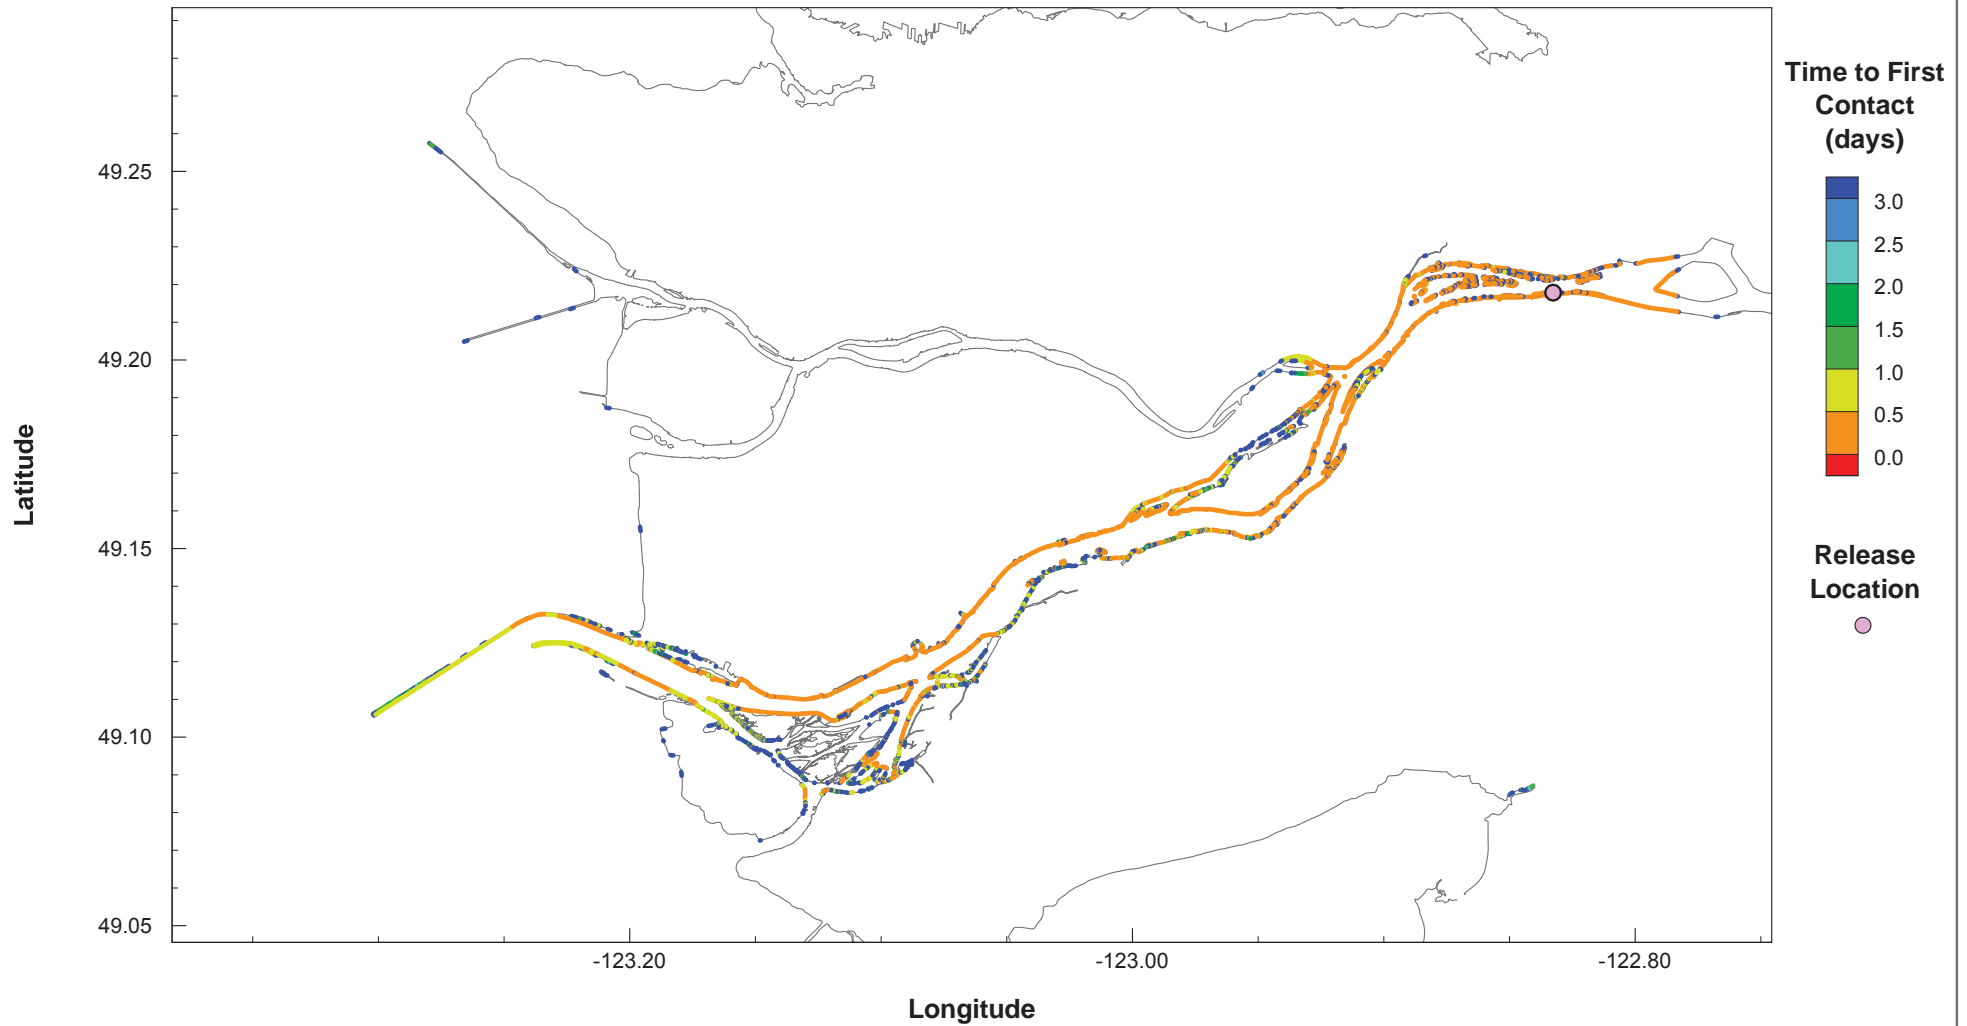 Time to First
Contact
(days)
3.0
2.5
2.0
1.5
1.0
0.5
0.0
Release
Location
Latitude
49.25
49.20
49.15
49.10
49.05
-123.20
-123.00
-122.80
Longitude